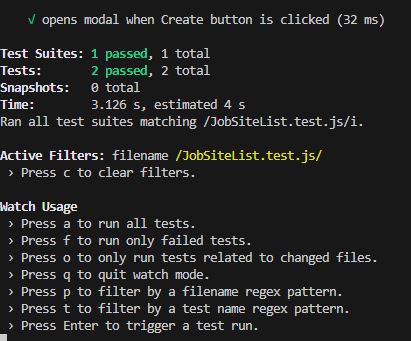 √ opens modal when Create button is clicked (32 ms)
Test Suites: 1 passed, 1 total
Tests:       2 passed, 2 total
Snapshots:   0 total
Time:        3.126 s, estimated 4 s
Ran all test suites matching /JobSiteList.test.js/i.
Active Filters: filename /JobSiteList.test.js/
› Press c to clear filters.
Watch Usage
› Press a to run all tests.
› Press f to run only failed tests.
› Press o to only run tests related to changed files.
› Press q to quit watch mode.
› Press p to filter by a filename regex pattern.
› Press t to filter by a test name regex pattern.
› Press Enter to trigger a test run.